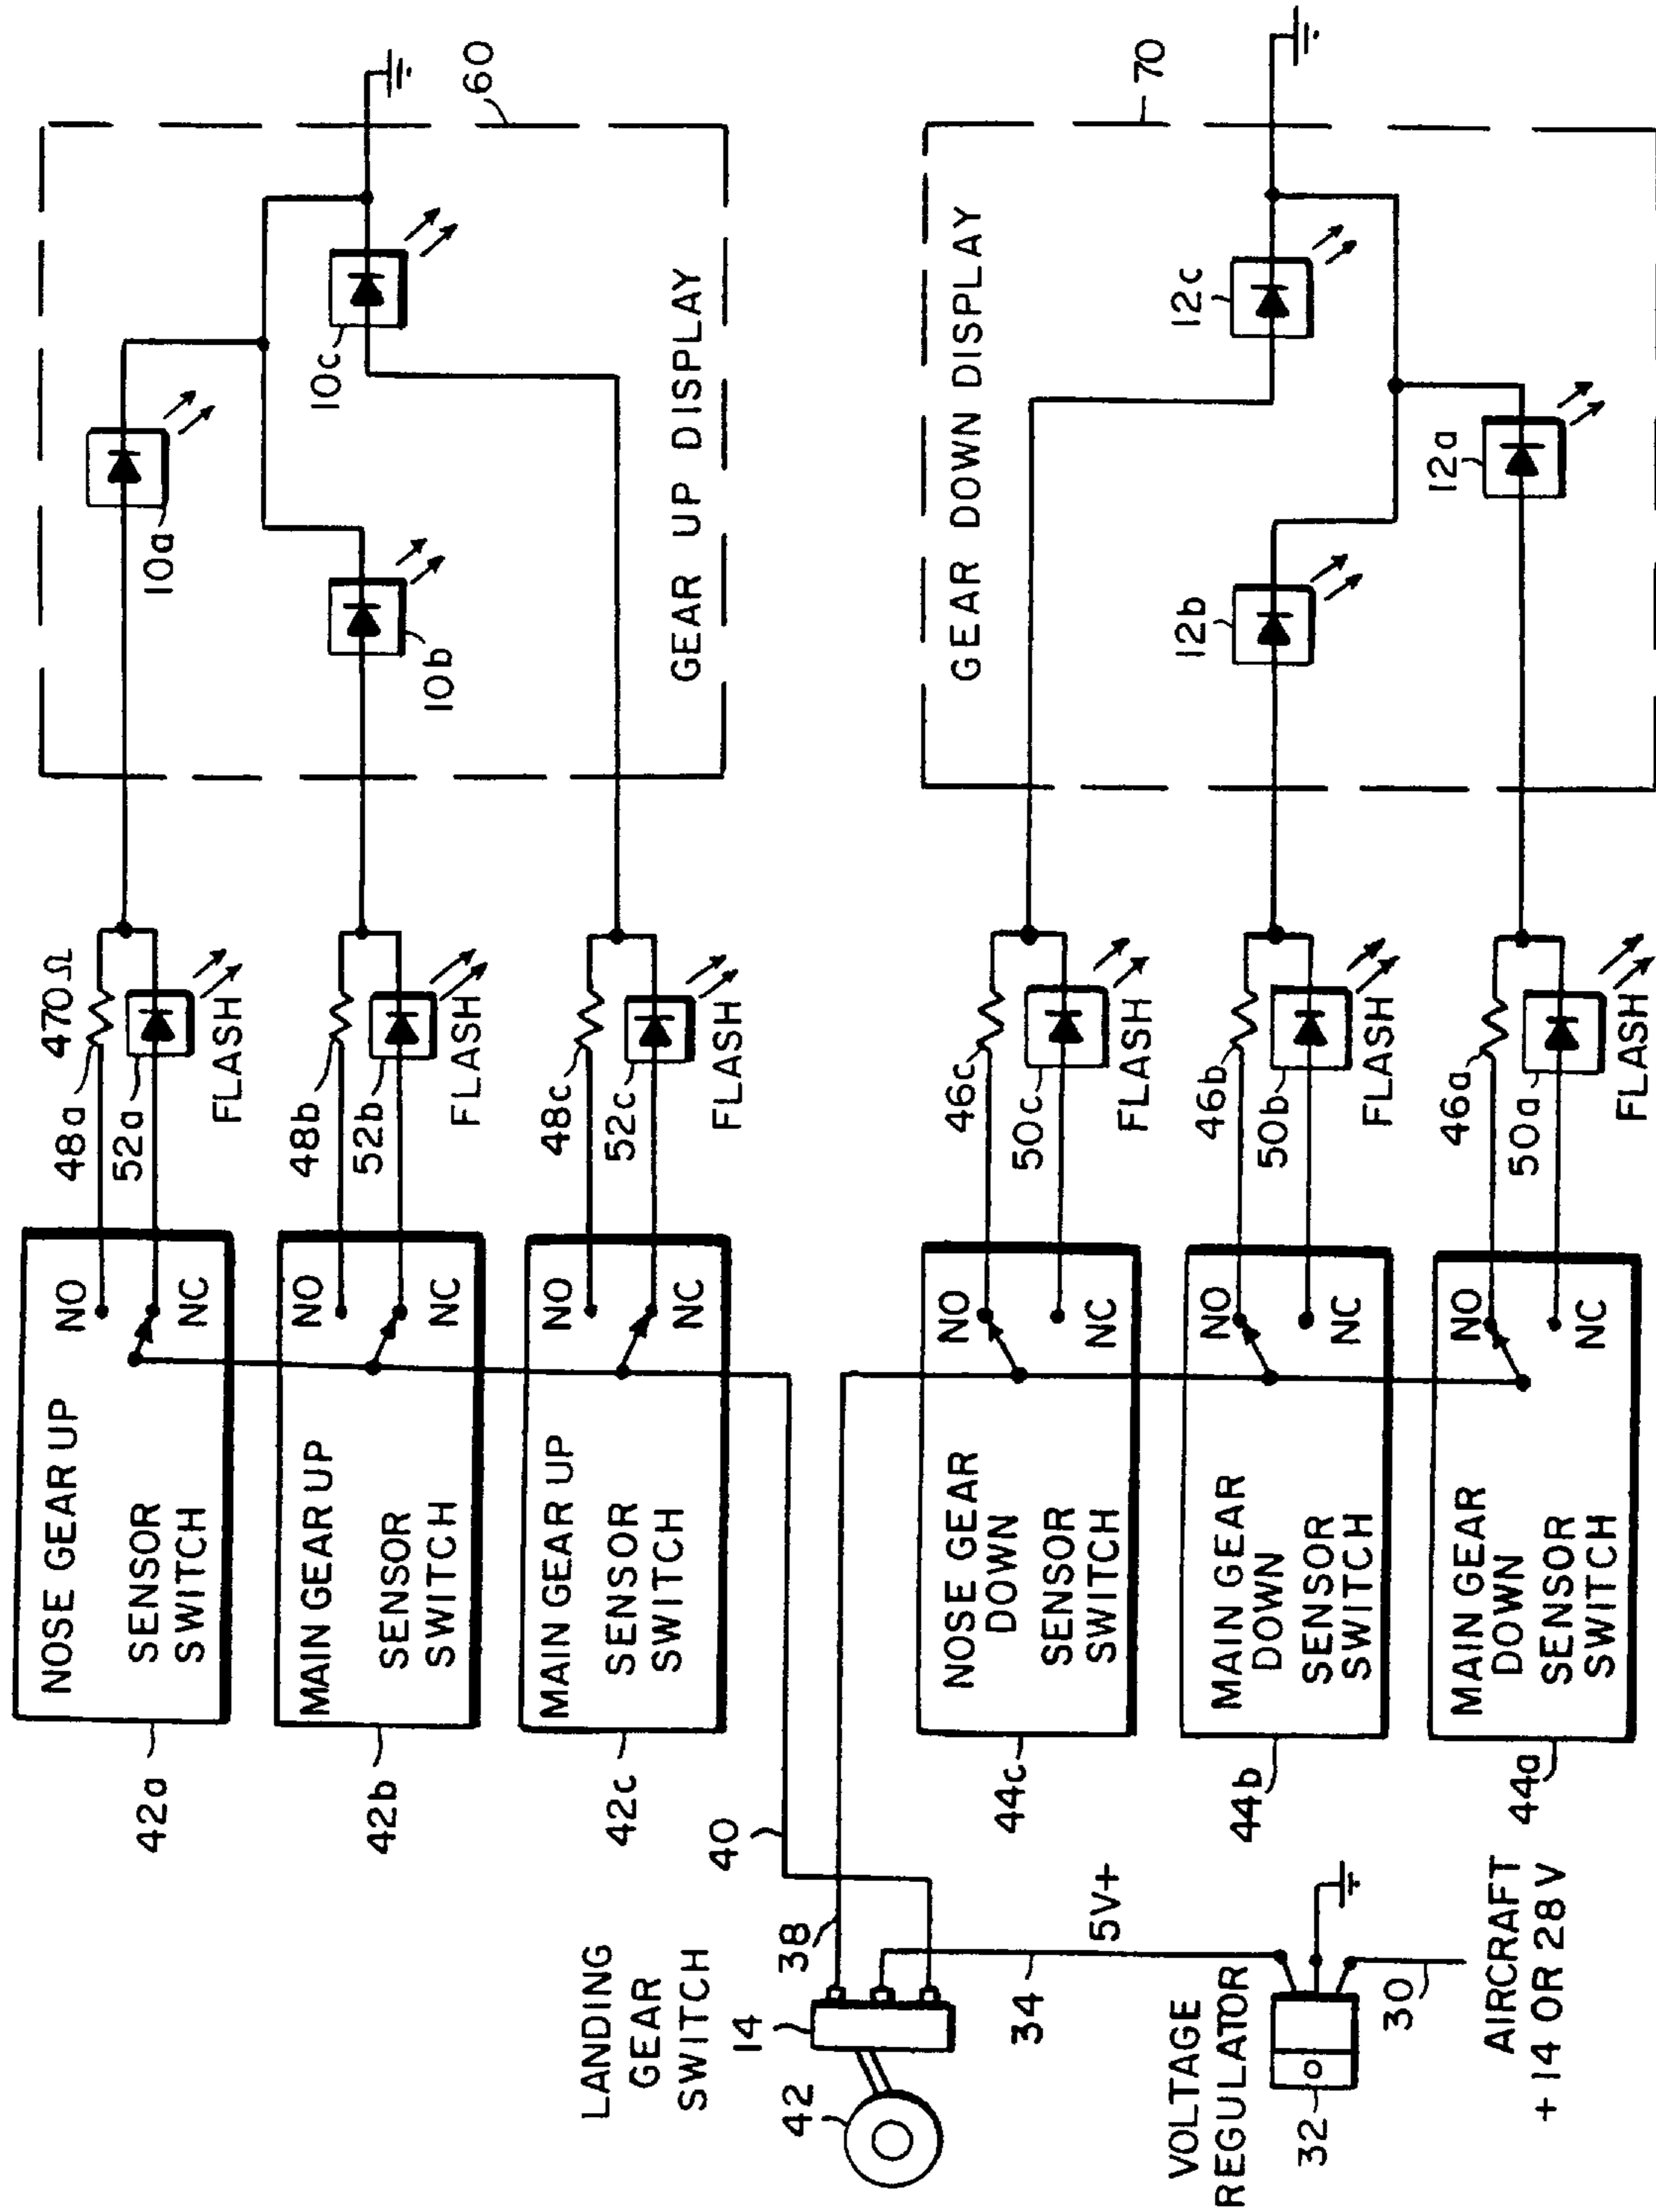 NOSE GEAR UP
SENSOR
SWITCH
NO
NC
42a
48a
470Ω
52a
FLASH
10a
MAIN GEAR UP
SENSOR
SWITCH
NO
NC
42b
48b
52b
FLASH
10b
MAIN GEAR UP
SENSOR
SWITCH
NO
NC
42c
48c
52c
FLASH
10c
GEAR UP DISPLAY
60
40
38
LANDING
GEAR
SWITCH
14
42
34
5V+
VOLTAGE
REGULATOR
32
30
AIRCRAFT
+14 OR 28V
NOSE GEAR
DOWN
SENSOR
SWITCH
NO
NC
44c
46c
50c
FLASH
12c
GEAR DOWN DISPLAY
70
MAIN GEAR
DOWN
SENSOR
SWITCH
NO
NC
44b
46b
50b
FLASH
12b
MAIN GEAR
DOWN
SENSOR
SWITCH
NO
NC
44a
46a
50a
FLASH
12a